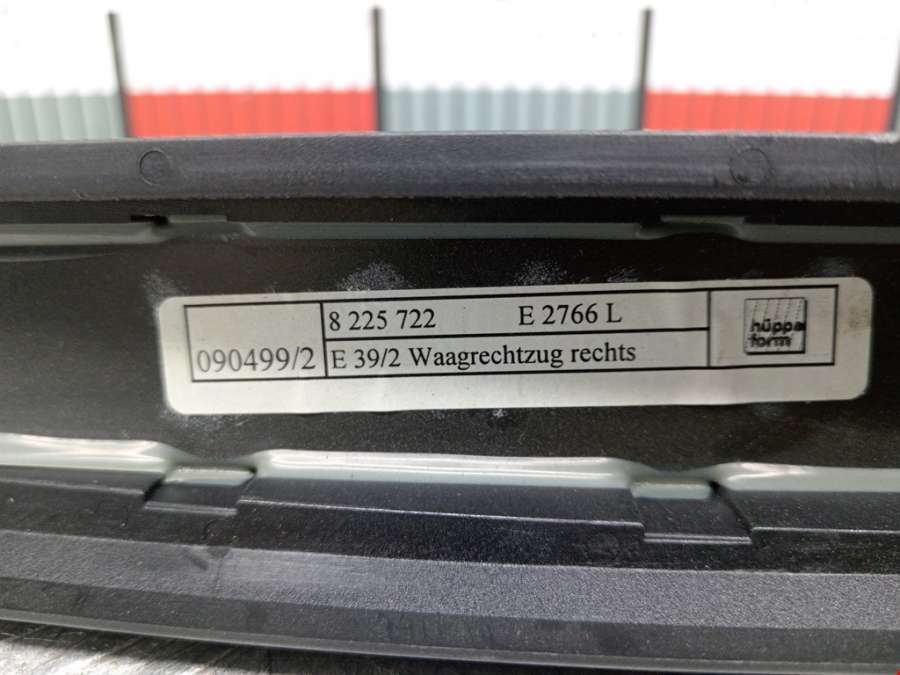 8 225 722 E 2766 L
090499/2 E 39/2 Waagrechtzug rechts
hüppe
form